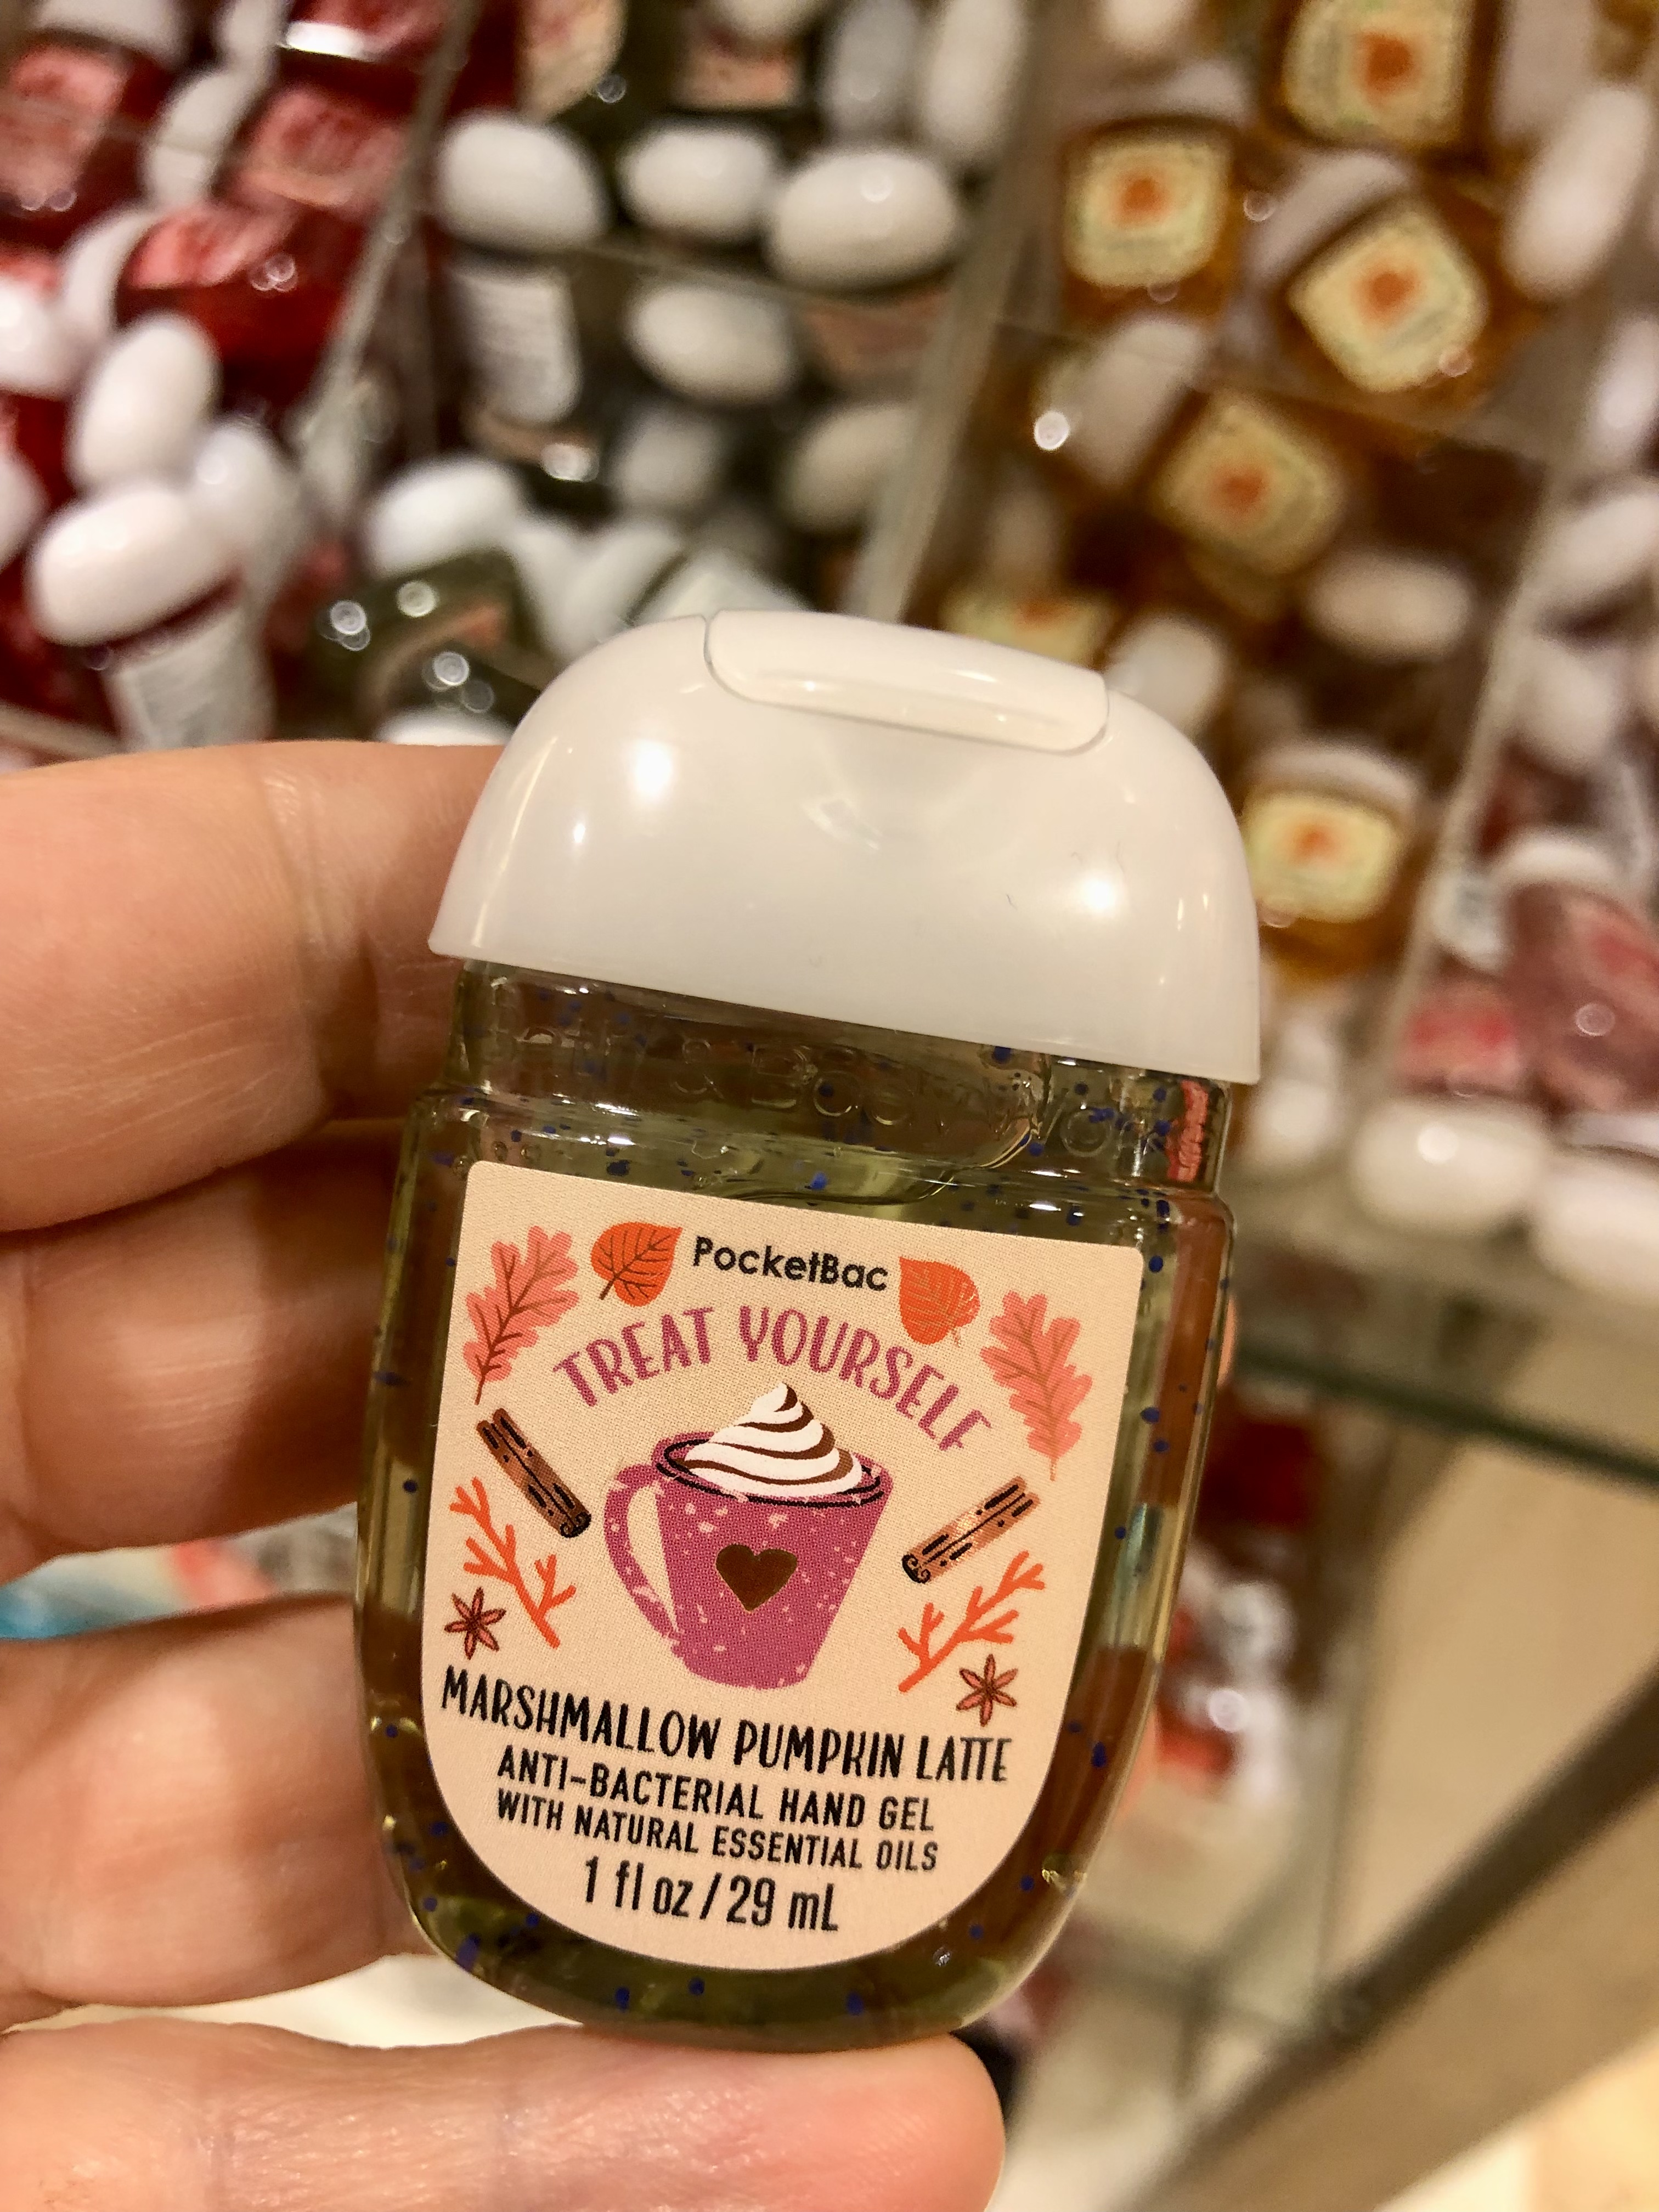 PocketBac
TREAT YOURSELF
MARSHMALLOW PUMPKIN LATTE
ANTI-BACTERIAL HAND GEL
WITH NATURAL ESSENTIAL OILS
1 fl oz / 29 mL